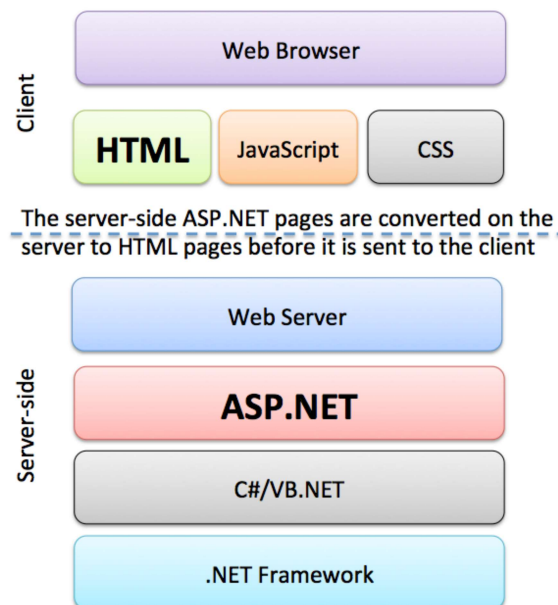 Client
Web Browser
HTML
JavaScript
CSS
The server-side ASP.NET pages are converted on the
server to HTML pages before it is sent to the client
Server-side
Web Server
ASP.NET
C#/VB.NET
.NET Framework